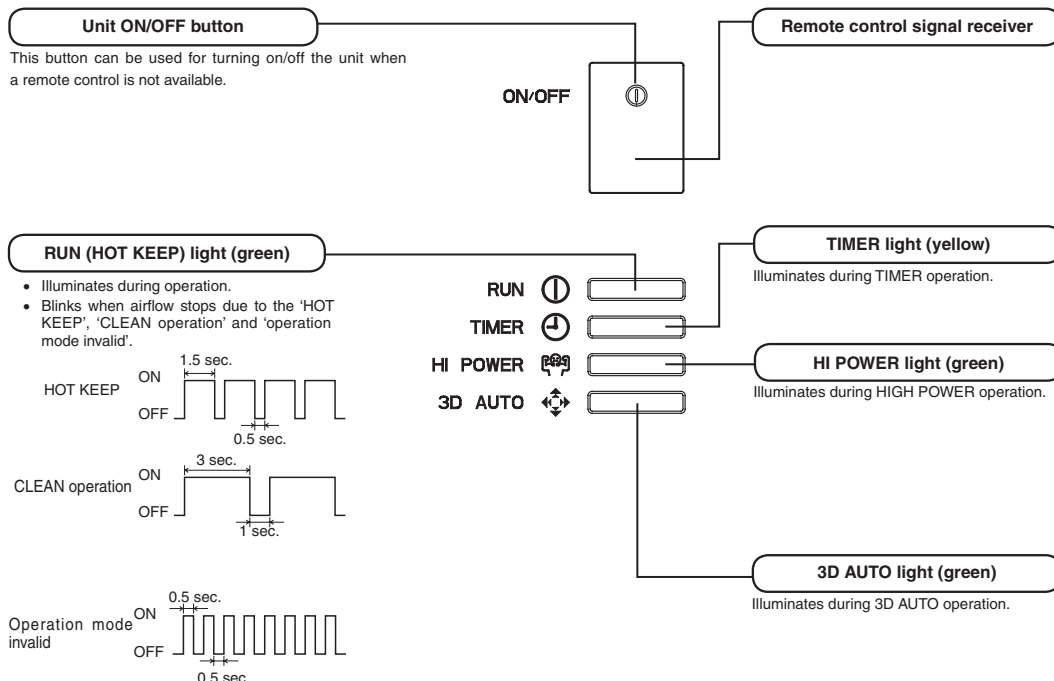 Unit ON/OFF button
This button can be used for turning on/off the unit when
a remote control is not available.
Remote control signal receiver
ON/OFF
RUN (HOT KEEP) light (green)
• Illuminates during operation.
• Blinks when airflow stops due to the ‘HOT
KEEP’, ‘CLEAN operation’ and ‘operation
mode invalid’.
HOT KEEP
1.5 sec.
ON
OFF
0.5 sec.
CLEAN operation
3 sec.
ON
OFF
1 sec.
Operation mode
invalid
0.5 sec.
ON
OFF
0.5 sec.
RUN
TIMER
HI POWER
3D AUTO
TIMER light (yellow)
Illuminates during TIMER operation.
HI POWER light (green)
Illuminates during HIGH POWER operation.
3D AUTO light (green)
Illuminates during 3D AUTO operation.